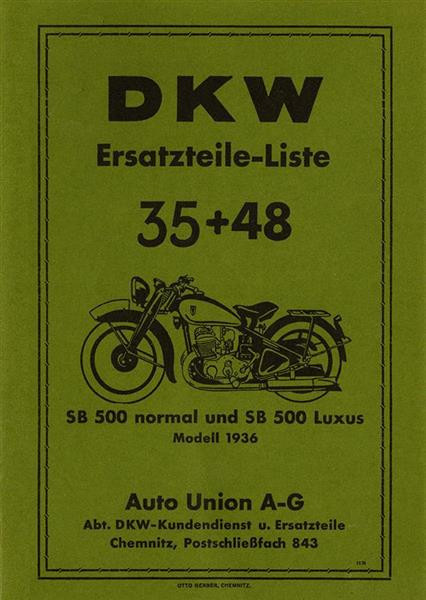 DKW
Ersatzteile-Liste
35+48
SB 500 normal und SB 500 Luxus
Modell 1936
Auto Union A-G
Abt. DKW-Kundendienst u. Ersatzteile
Chemnitz, Postschließfach 843
OTTO GERBER, CHEMNITZ.